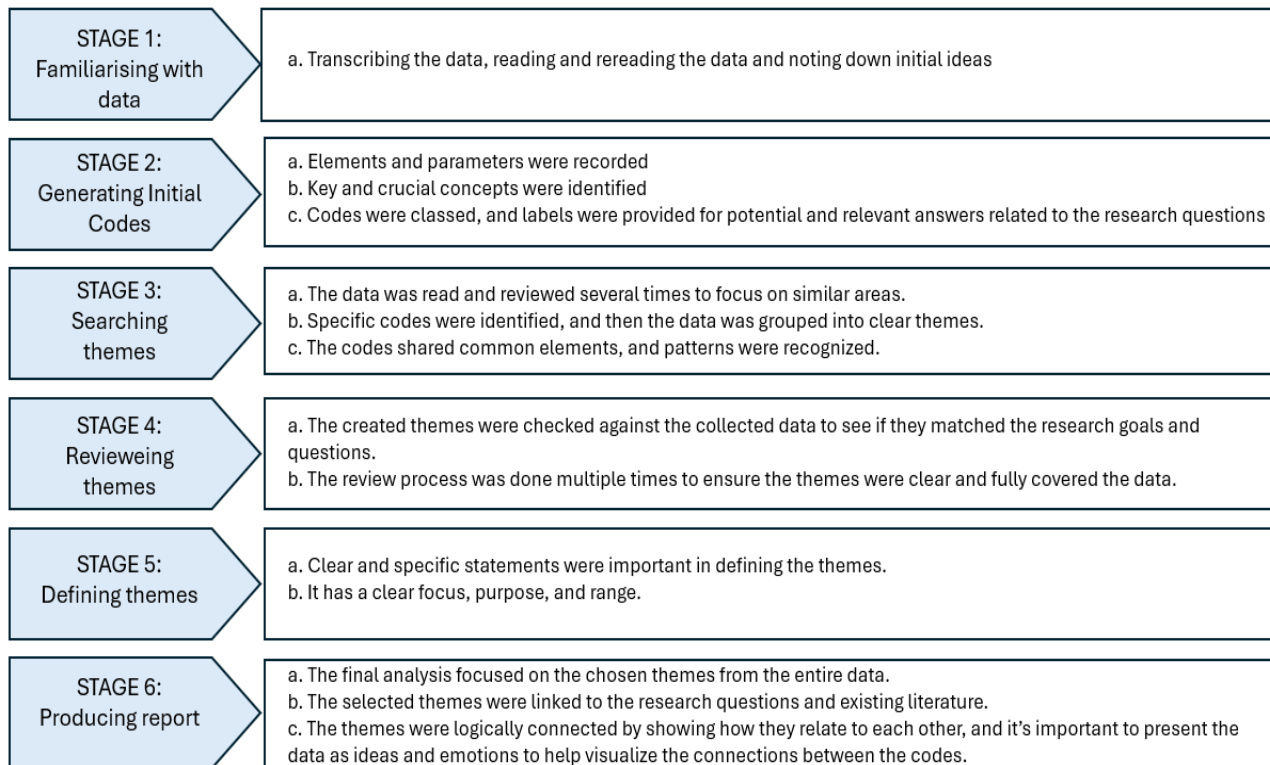 STAGE 1:
Familiarising with
data
a. Transcribing the data, reading and rereading the data and noting down initial ideas
STAGE 2:
Generating Initial
Codes
a. Elements and parameters were recorded
b. Key and crucial concepts were identified
c. Codes were classed, and labels were provided for potential and relevant answers related to the research questions
STAGE 3:
Searching
themes
a. The data was read and reviewed several times to focus on similar areas.
b. Specific codes were identified, and then the data was grouped into clear themes.
c. The codes shared common elements, and patterns were recognized.
STAGE 4:
Revieweing
themes
a. The created themes were checked against the collected data to see if they matched the research goals and
questions.
b. The review process was done multiple times to ensure the themes were clear and fully covered the data.
STAGE 5:
Defining themes
a. Clear and specific statements were important in defining the themes.
b. It has a clear focus, purpose, and range.
STAGE 6:
Producing report
a. The final analysis focused on the chosen themes from the entire data.
b. The selected themes were linked to the research questions and existing literature.
c. The themes were logically connected by showing how they relate to each other, and it's important to present the
data as ideas and emotions to help visualize the connections between the codes.